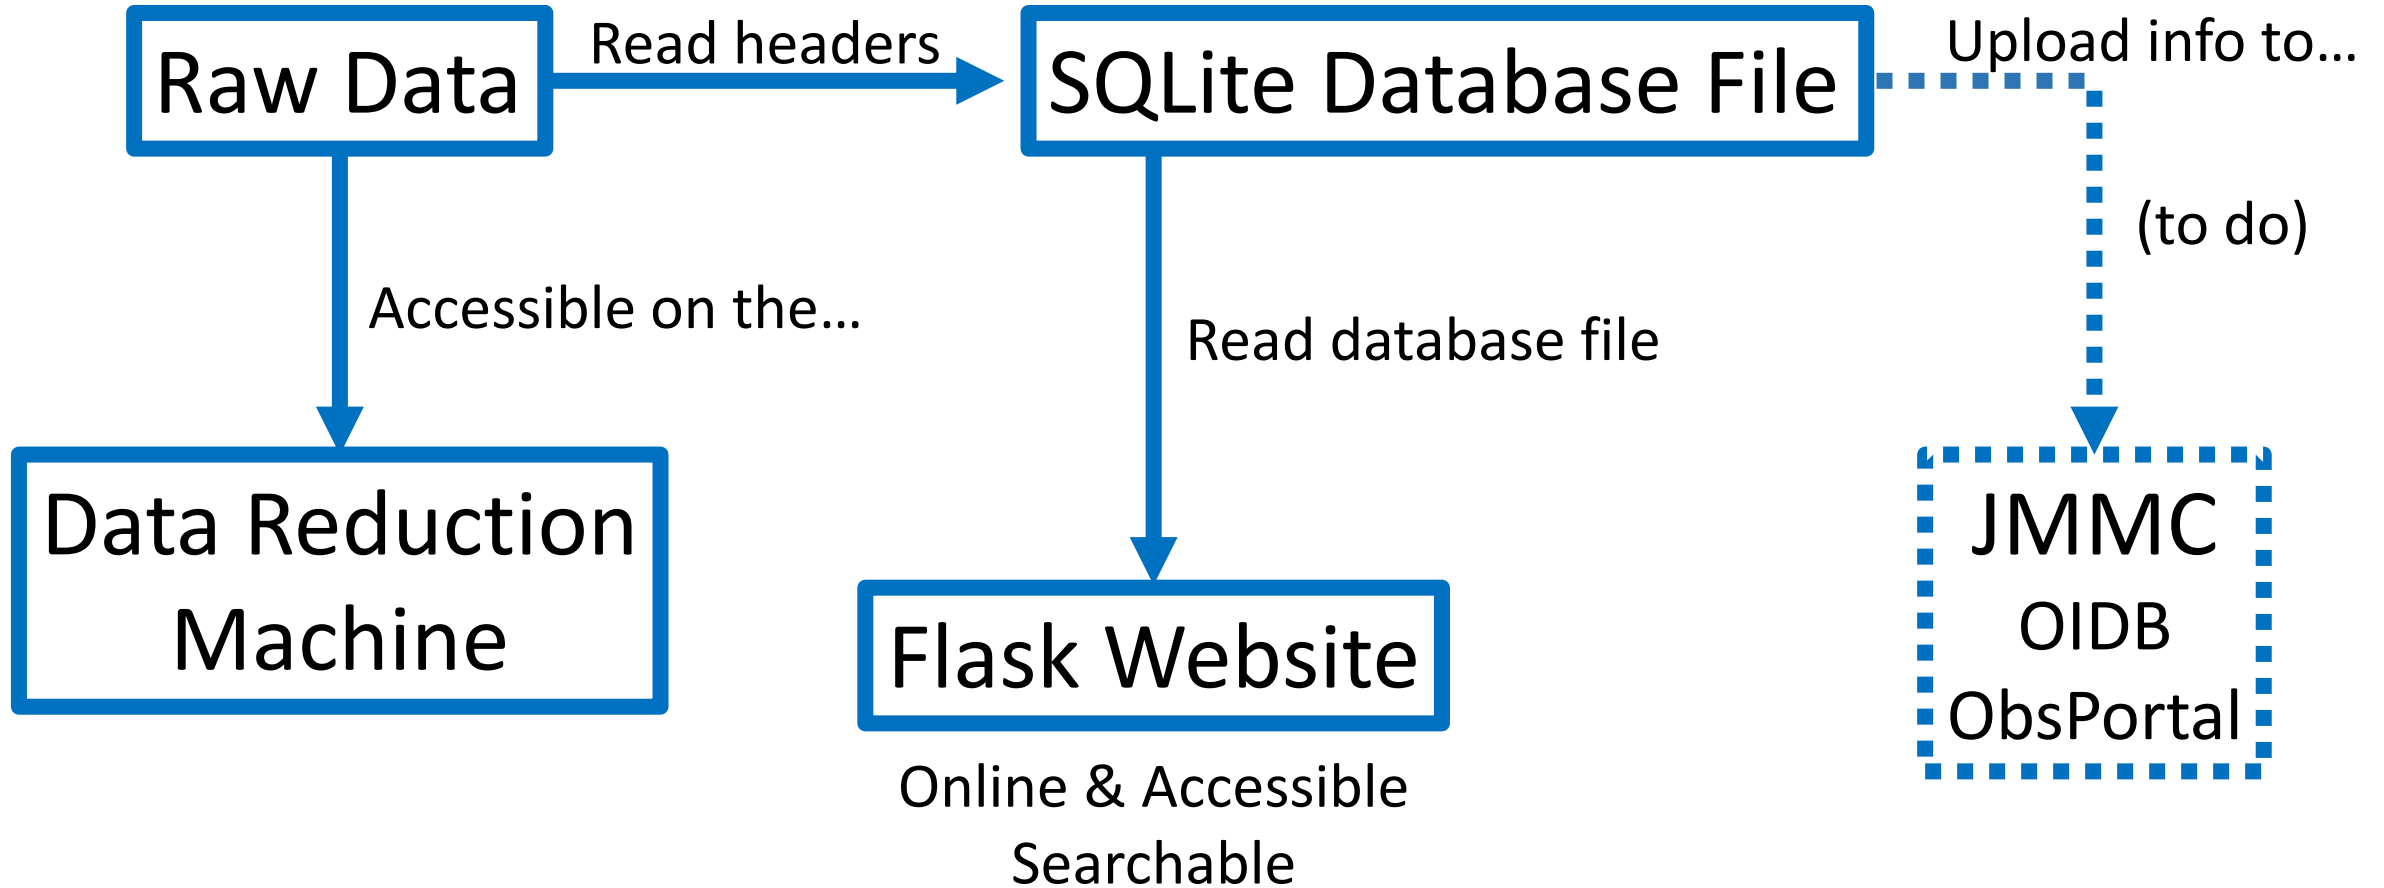 Raw Data
Read headers
SQLite Database File
Upload info to...
(to do)
Accessible on the...
Read database file
Data Reduction
Machine
Flask Website
Online & Accessible
Searchable
JMMC
OIDB
ObsPortal